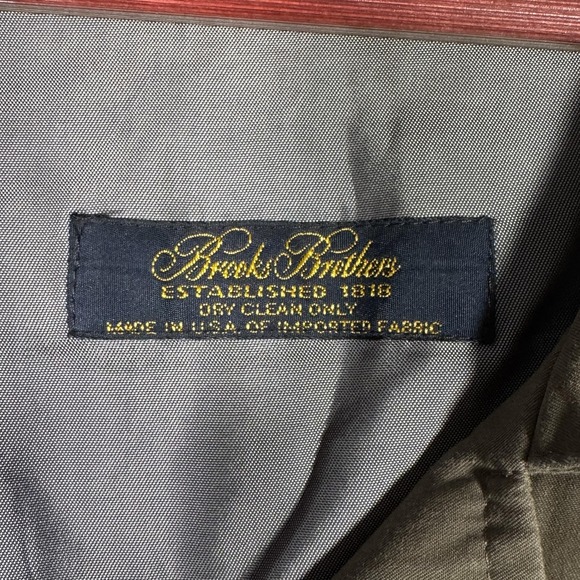 Brooks Brothers
ESTABLISHED 1818
DRY CLEAN ONLY
MADE IN U.S.A. OF IMPORTED FABRIC